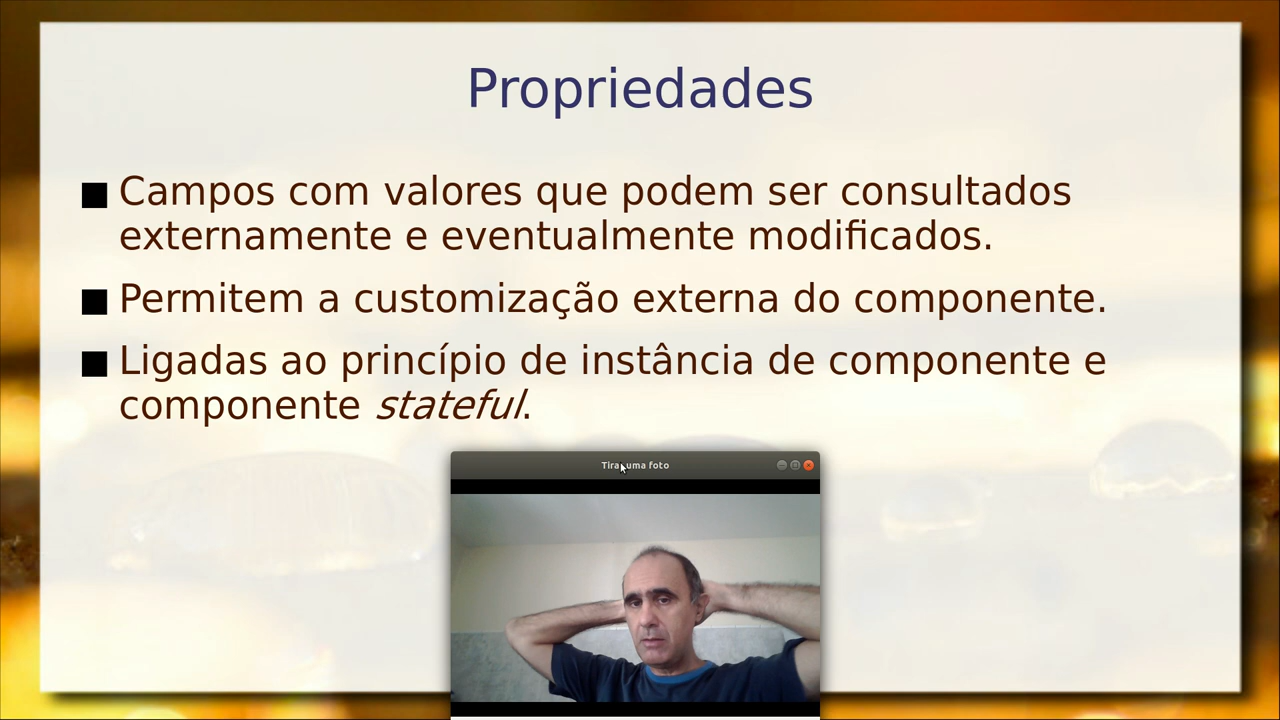 Propriedades
Campos com valores que podem ser consultados
externamente e eventualmente modificados.
Permitem a customização externa do componente.
Ligadas ao princípio de instância de componente e
componente stateful.
uma foto